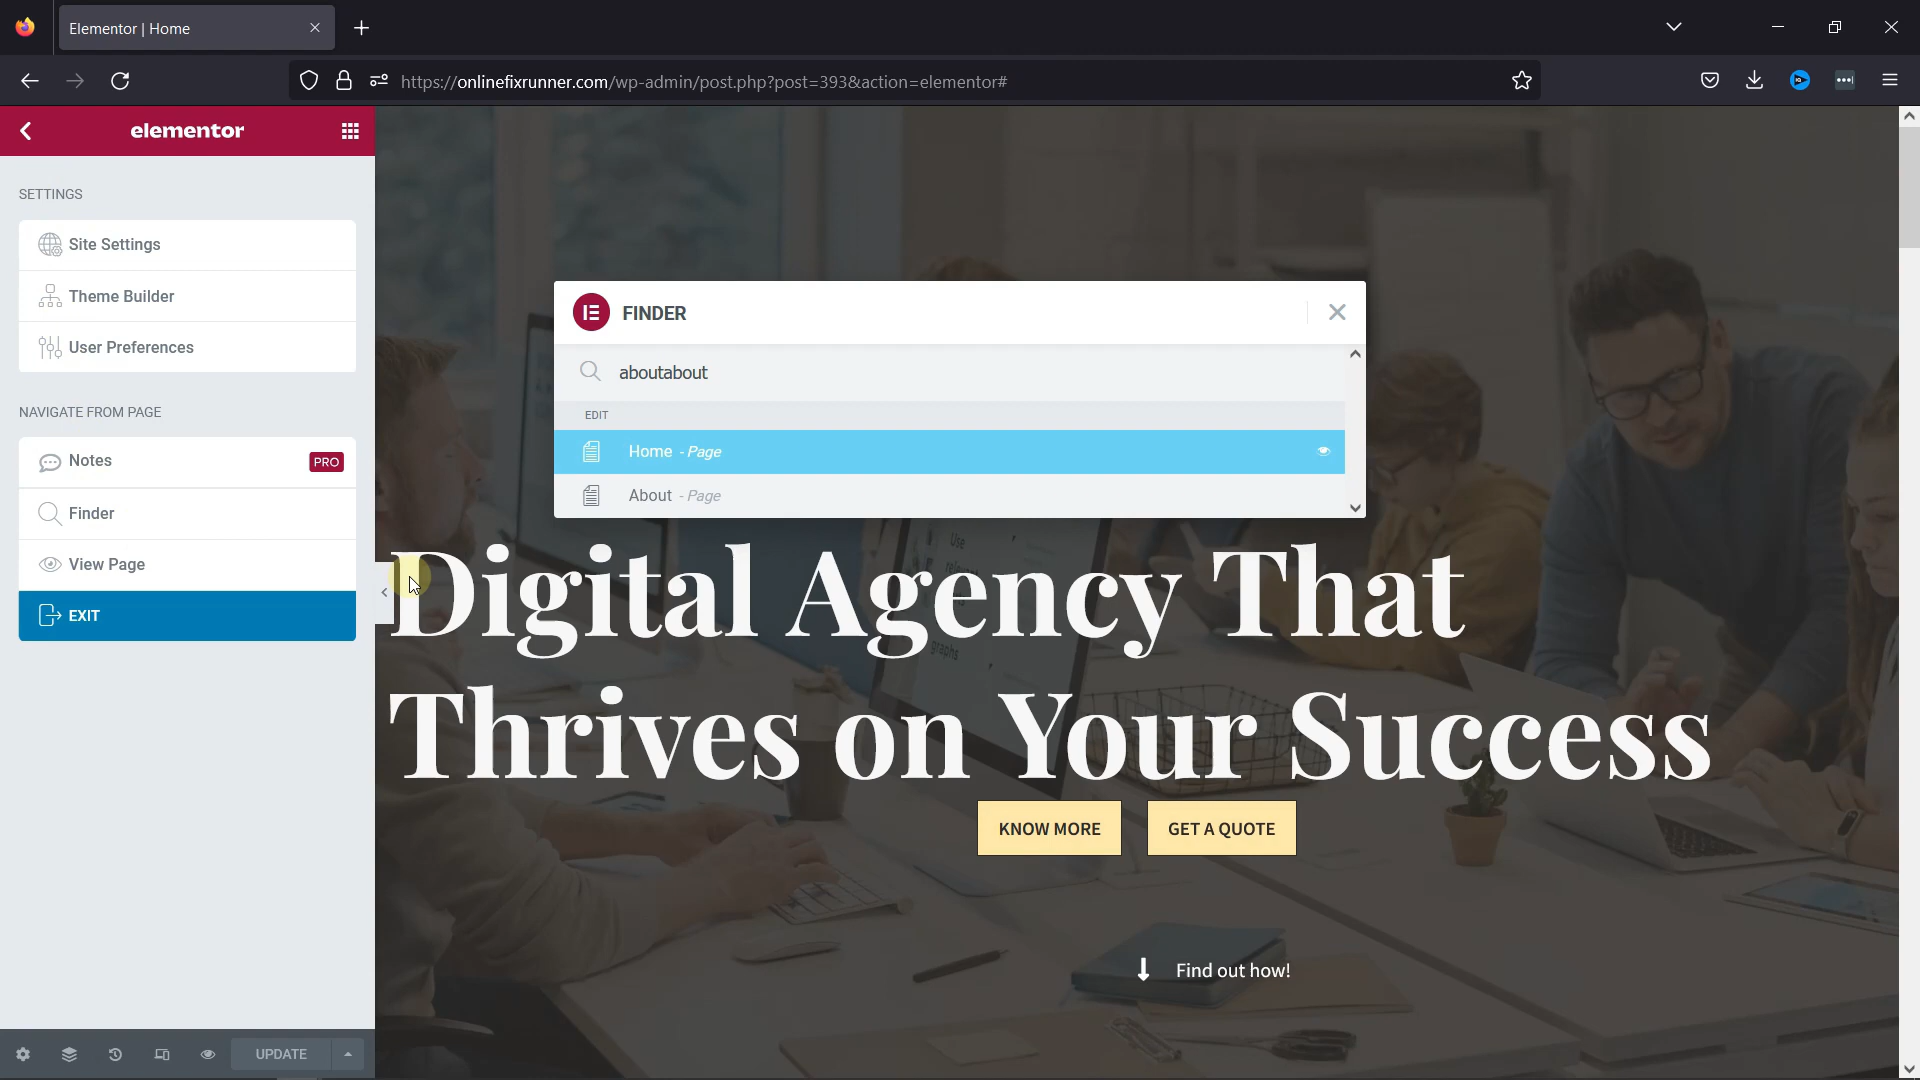 Elementor | Home
https://onlinefixrunner.com/wp-admin/post.php?post=393&action=elementor#
elementor
SETTINGS
Site Settings
Theme Builder
User Preferences
NAVIGATE FROM PAGE
Notes PRO
Finder
View Page
EXIT
UPDATE
FINDER
aboutabout
EDIT
Home - Page
About - Page
Digital Agency That
Thrives on Your Success
KNOW MORE GET A QUOTE
Find out how!